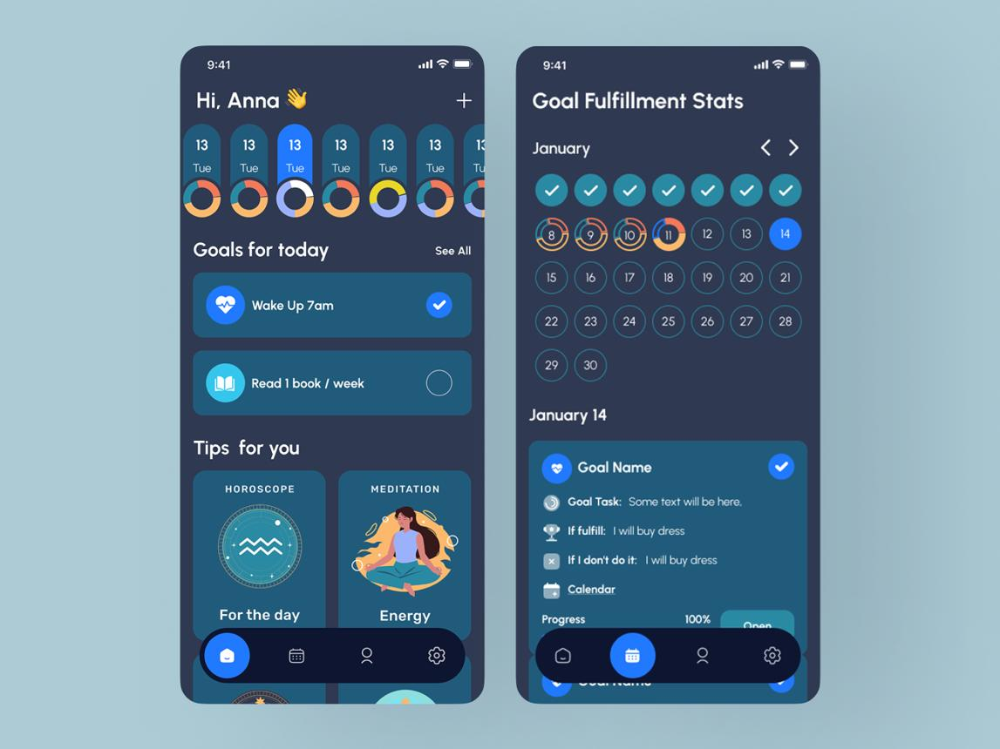 9:41
Hi, Anna 👋
13 13 13 13 13 13 13
Tue Tue Tue Tue Tue Tue Tu
Goals for today See All
Wake Up 7am
Read 1 book / week
Tips for you
HOROSCOPE MEDITATION
For the day Energy
9:41
Goal Fulfillment Stats
January
8 9 10 11 12 13 14
15 16 17 18 19 20 21
22 23 24 25 26 27 28
29 30
January 14
Goal Name
Goal Task: Some text will be here.
If fulfill: I will buy dress
If I don't do it: I will buy dress
Calendar
Progress 100% Open
Goal Name